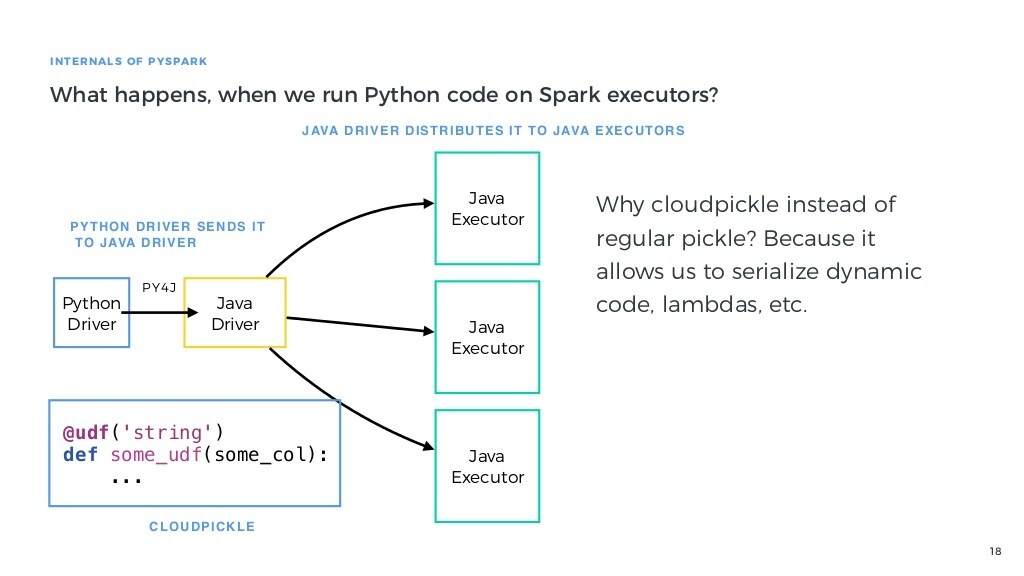 INTERNALS OF PYSPARK
What happens, when we run Python code on Spark executors?
JAVA DRIVER DISTRIBUTES IT TO JAVA EXECUTORS
PYTHON DRIVER SENDS IT
TO JAVA DRIVER
PY4J
Python
Driver
Java
Driver
Java
Executor
Java
Executor
Java
Executor
@udf('string')
def some_udf(some_col):
...
CLOUDPICKLE
Why cloudpickle instead of
regular pickle? Because it
allows us to serialize dynamic
code, lambdas, etc.
18